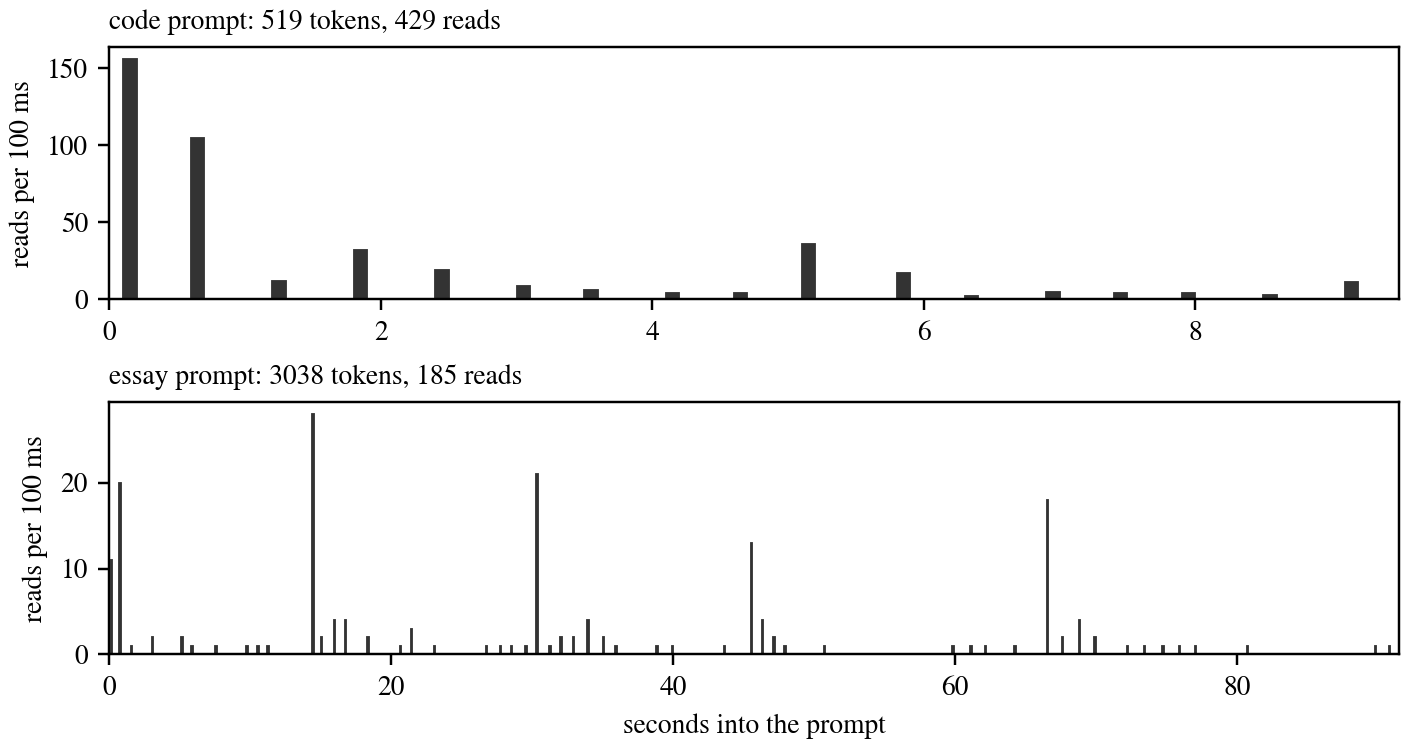 code prompt: 519 tokens, 429 reads
reads per 100 ms
150
100
50
0
0 2 4 6 8
essay prompt: 3038 tokens, 185 reads
reads per 100 ms
20
10
0
0 20 40 60 80
seconds into the prompt